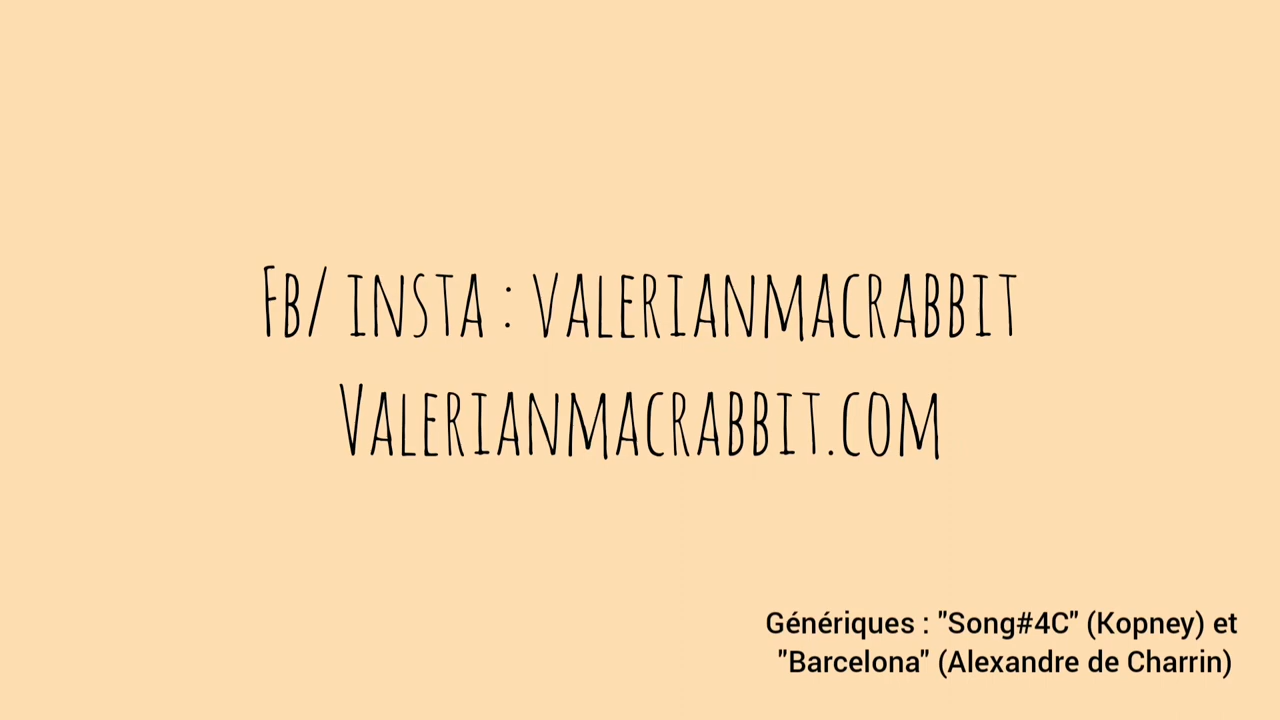 Fb/ insta : valerianmacrabbit
Valerianmacrabbit.com
Génériques : "Song#4C" (Kopney) et
"Barcelona" (Alexandre de Charrin)